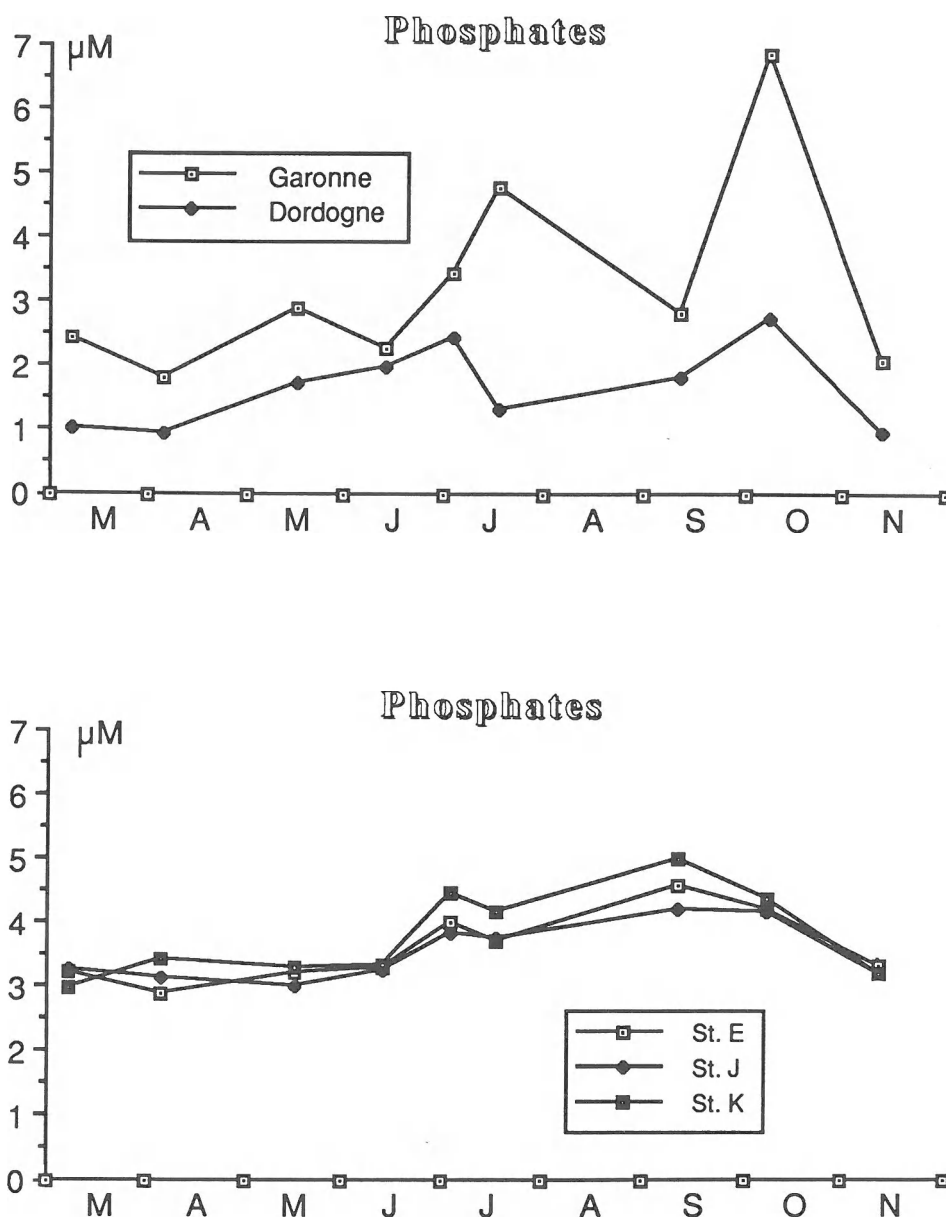 Phosphates
µM
7
6
5
4
3
2
1
0
Garonne
Dordogne
M A M J J A S O N
Phosphates
µM
7
6
5
4
3
2
1
0
St. E
St. J
St. K
M A M J J A S O N